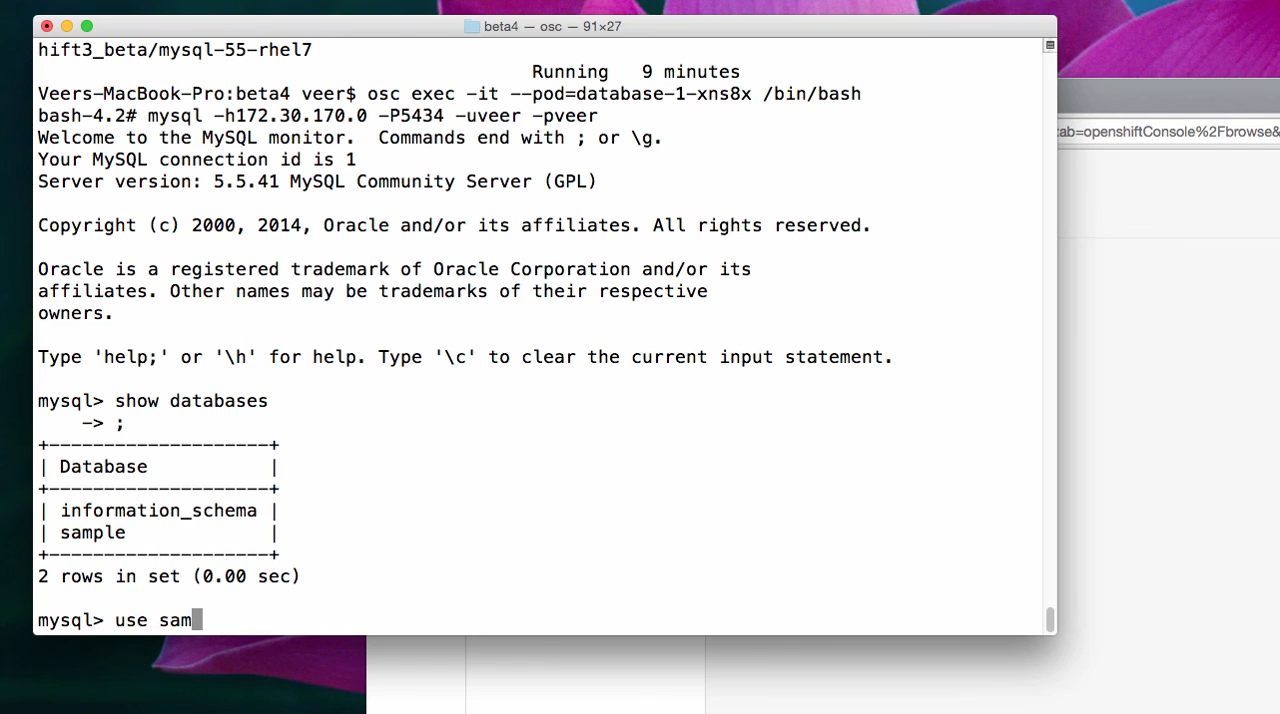 beta4 — osc — 91×27
hift3_beta/mysql-55-rhel7
Running 9 minutes
Veers-MacBook-Pro:beta4 veer$ osc exec -it --pod=database-1-xns8x /bin/bash
bash-4.2# mysql -h172.30.170.0 -P5434 -uveer -pveer
Welcome to the MySQL monitor.  Commands end with ; or \g.
Your MySQL connection id is 1
Server version: 5.5.41 MySQL Community Server (GPL)
Copyright (c) 2000, 2014, Oracle and/or its affiliates. All rights reserved.
Oracle is a registered trademark of Oracle Corporation and/or its
affiliates. Other names may be trademarks of their respective
owners.
Type 'help;' or '\h' for help. Type '\c' to clear the current input statement.
mysql> show databases
    -> ;
+--------------------+
| Database           |
+--------------------+
| information_schema |
| sample             |
+--------------------+
2 rows in set (0.00 sec)
mysql> use sam
tab=openshiftConsole%2Fbrowse&